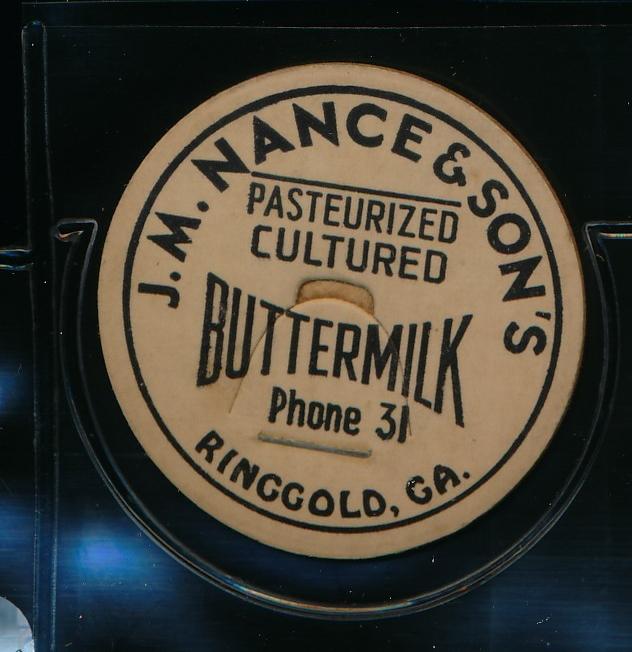 J.M. NANCE & SON'S
PASTEURIZED
CULTURED
BUTTERMILK
Phone 31
RINGGOLD, GA.